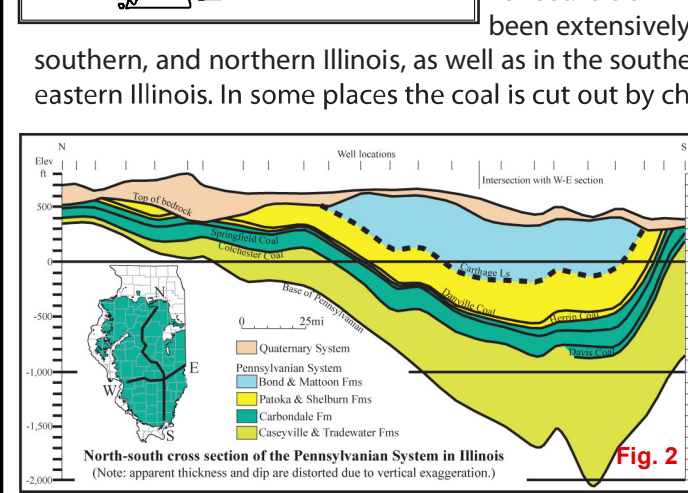 been extensively
southern, and northern Illinois, as well as in the southe
eastern Illinois. In some places the coal is cut out by ch
N
S
Elev
ft
Well locations
Intersection with W-E section
500
0
-500
-1,000
-1,500
-2,000
Top of bedrock
Springfield Coal
Colchester Coal
Base of Pennsylvanian
Carthage Ls
Danville Coal
Herrin Coal
Davis Coal
N
W
E
S
0 25mi
Quaternary System
Pennsylvanian System
Bond & Mattoon Fms
Patoka & Shelburn Fms
Carbondale Fm
Caseyville & Tradewater Fms
North-south cross section of the Pennsylvanian System in Illinois
(Note: apparent thickness and dip are distorted due to vertical exaggeration.)
Fig. 2